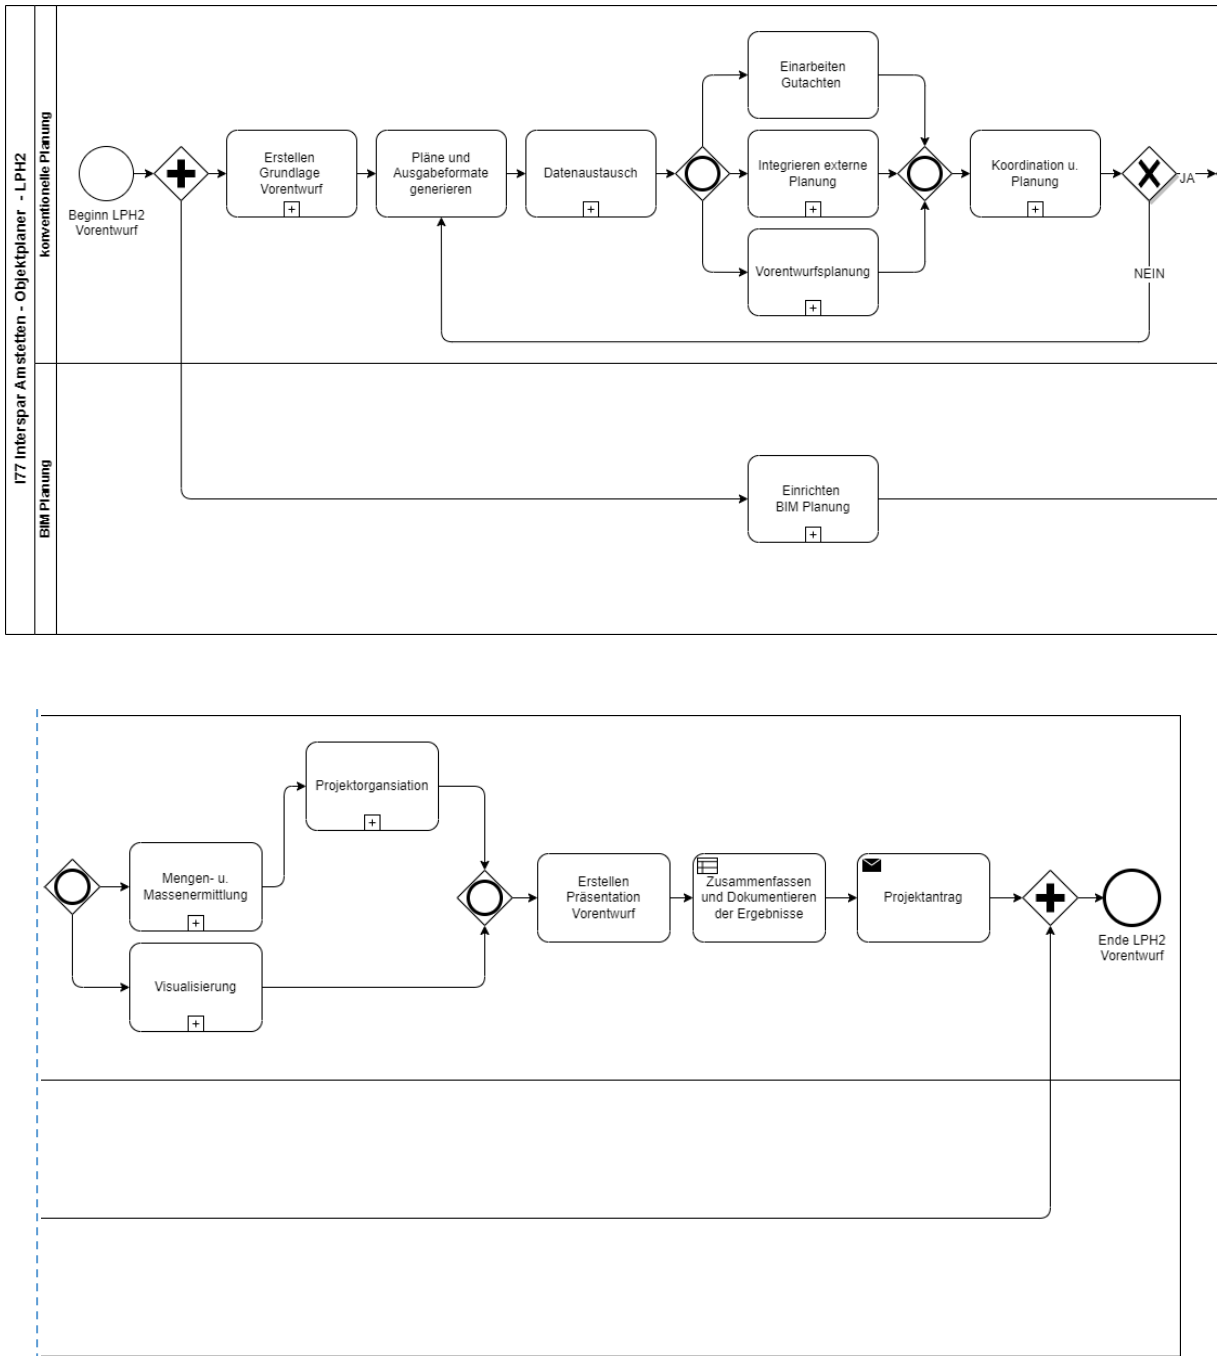 I77 Interspar Amstetten - Objektplaner - LPH2
konventionelle Planung
Beginn LPH2
Vorentwurf
Erstellen
Grundlage
Vorentwurf
Pläne und
Ausgabeformate
generieren
Datenaustausch
Einarbeiten
Gutachten
Integrieren externe
Planung
Vorentwurfsplanung
Koordination u.
Planung
JA
NEIN
BIM Planung
Einrichten
BIM Planung
Mengen- u.
Massenermittlung
Projektorgansiation
Visualisierung
Erstellen
Präsentation
Vorentwurf
Zusammenfassen
und Dokumentieren
der Ergebnisse
Projektantrag
Ende LPH2
Vorentwurf